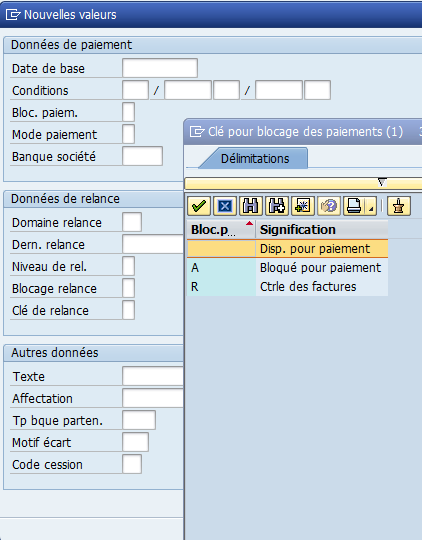 Nouvelles valeurs
Données de paiement
Date de base
Conditions / /
Bloc. paiem.
Mode paiement
Banque société
Données de relance
Domaine relance
Dern. relance
Niveau de rel.
Blocage relance
Clé de relance
Autres données
Texte
Affectation
Tp bque parten.
Motif écart
Code cession
Clé pour blocage des paiements (1)
Délimitations
Bloc.p... Signification
Disp. pour paiement
A Bloqué pour paiement
R Ctrle des factures